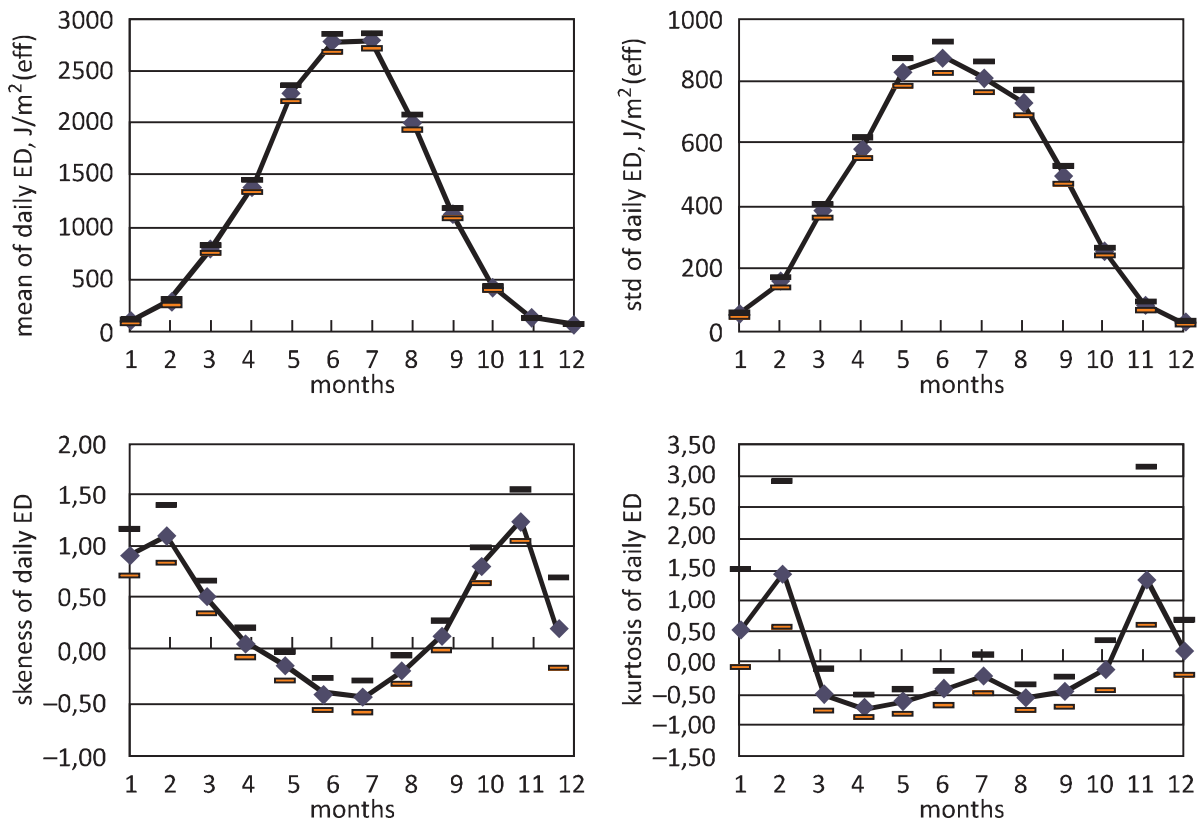 mean of daily ED, J/m²(eff)
3000
2500
2000
1500
1000
500
0
1 2 3 4 5 6 7 8 9 10 11 12
months
std of daily ED, J/m²(eff)
1000
800
600
400
200
0
1 2 3 4 5 6 7 8 9 10 11 12
months
skeness of daily ED
2,00
1,50
1,00
0,50
0,00
−0,50
−1,00
1 2 3 4 5 6 7 8 9 10 11 12
months
kurtosis of daily ED
3,50
3,00
2,50
2,00
1,50
1,00
0,50
0,00
−0,50
−1,00
−1,50
1 2 3 4 5 6 7 8 9 10 11 12
months